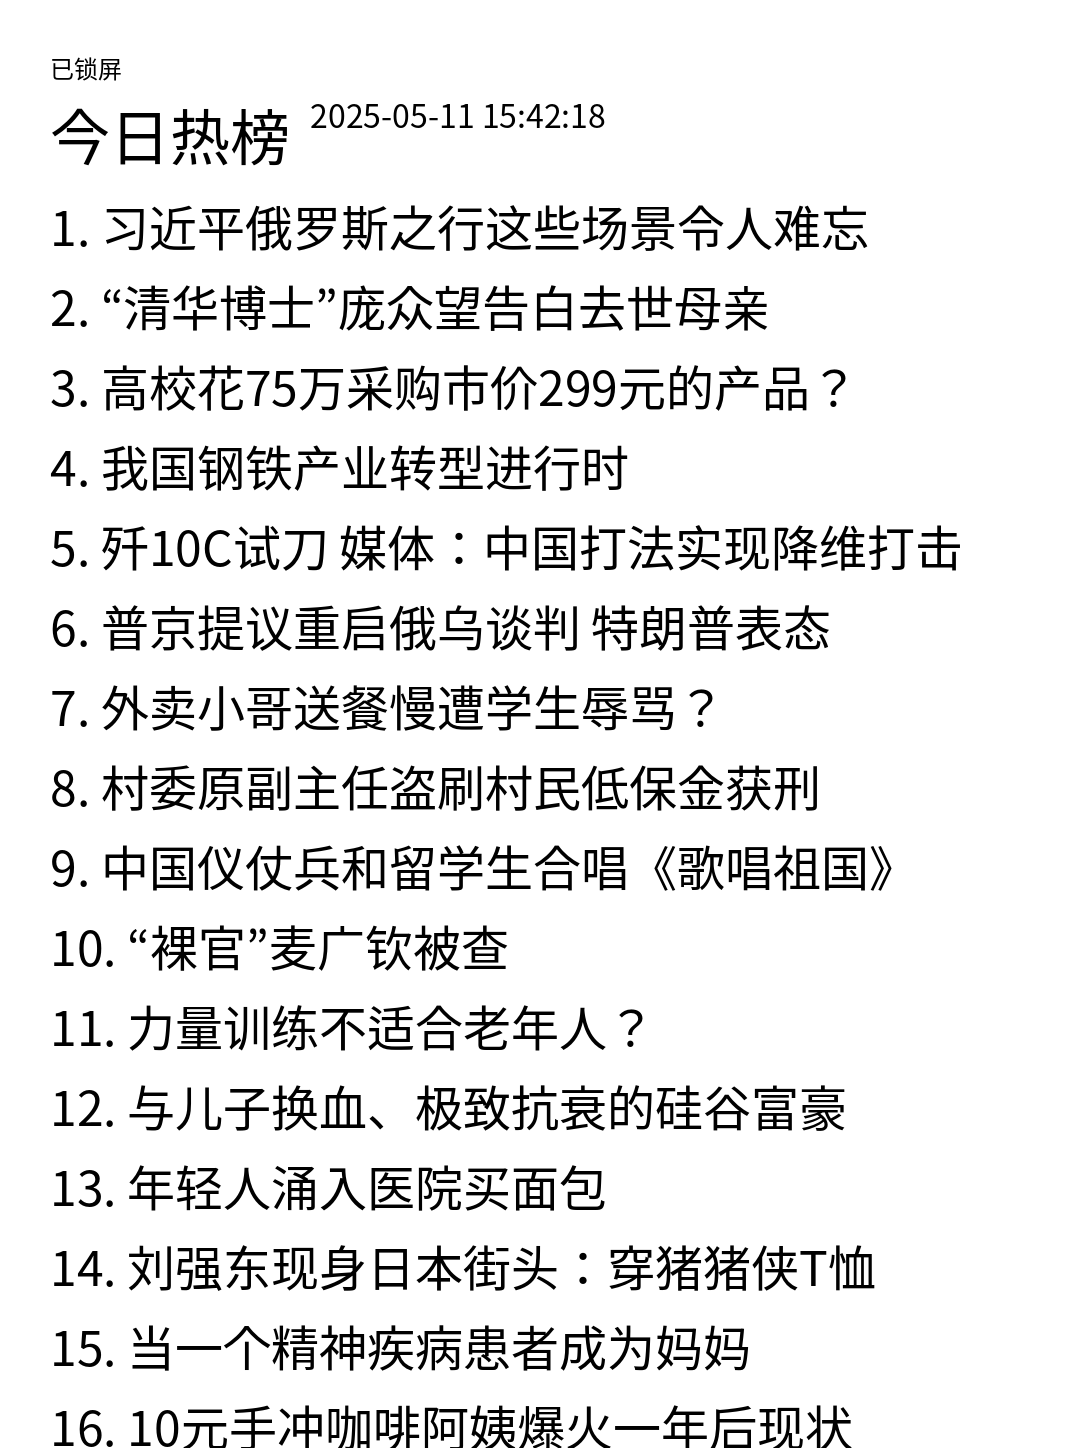 已锁屏
今日热榜 2025-05-11 15:42:18
1. 习近平俄罗斯之行这些场景令人难忘
2. “清华博士”庞众望告白去世母亲
3. 高校花75万采购市价299元的产品？
4. 我国钢铁产业转型进行时
5. 歼10C试刀 媒体：中国打法实现降维打击
6. 普京提议重启俄乌谈判 特朗普表态
7. 外卖小哥送餐慢遭学生辱骂？
8. 村委原副主任盗刷村民低保金获刑
9. 中国仪仗兵和留学生合唱《歌唱祖国》
10. “裸官”麦广钦被查
11. 力量训练不适合老年人？
12. 与儿子换血、极致抗衰的硅谷富豪
13. 年轻人涌入医院买面包
14. 刘强东现身日本街头：穿猪猪侠T恤
15. 当一个精神疾病患者成为妈妈
16. 10元手冲咖啡阿姨爆火一年后现状